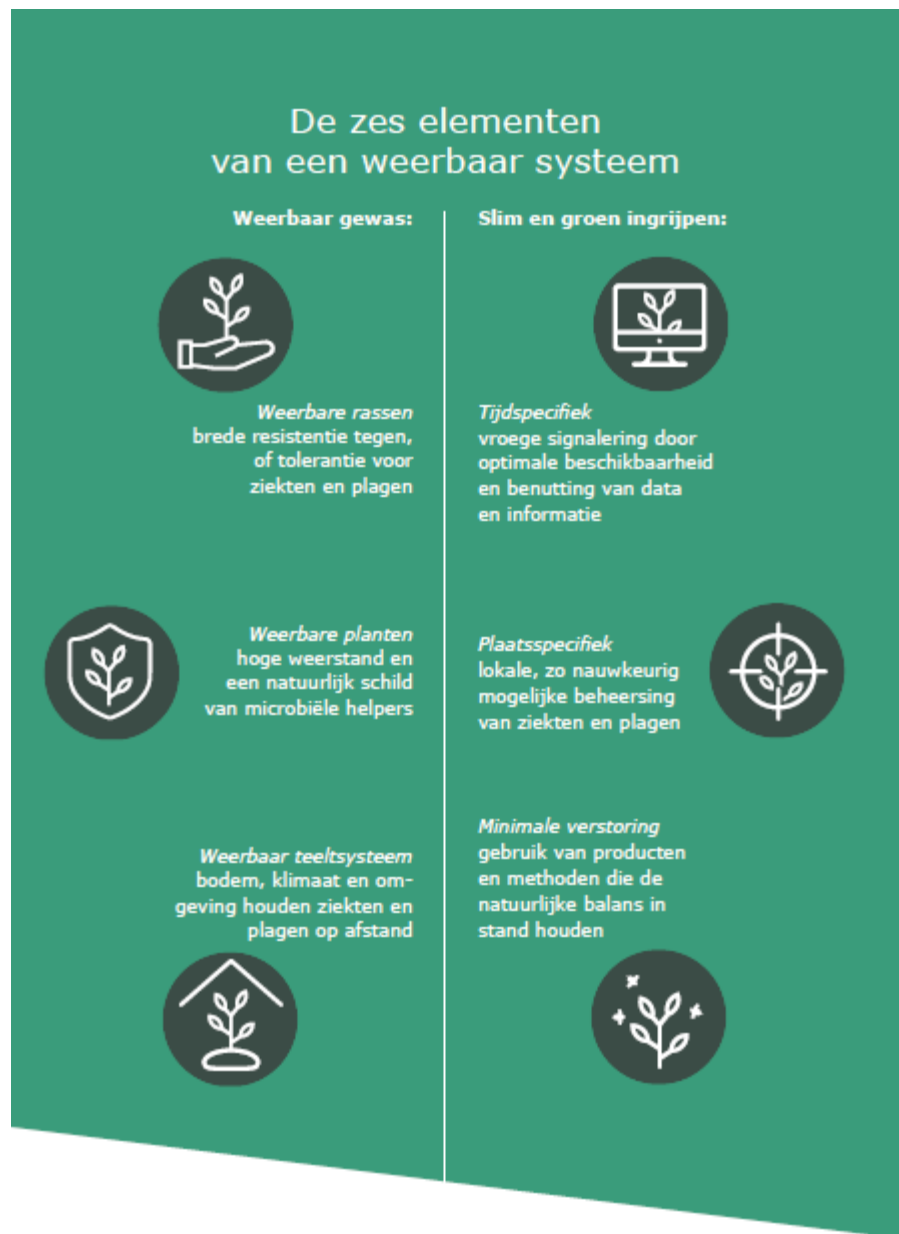 De zes elementen
van een weerbaar systeem
Weerbaar gewas:
Weerbare rassen
brede resistentie tegen,
of tolerantie voor
ziekten en plagen
Weerbare planten
hoge weerstand en
een natuurlijk schild
van microbiële helpers
Weerbaar teeltsysteem
bodem, klimaat en om-
geving houden ziekten en
plagen op afstand
Slim en groen ingrijpen:
Tijdspecifiek
vroege signalering door
optimale beschikbaarheid
en benutting van data
en informatie
Plaatsspecifiek
lokale, zo nauwkeurig
mogelijke beheersing
van ziekten en plagen
Minimale verstoring
gebruik van producten
en methoden die de
natuurlijke balans in
stand houden